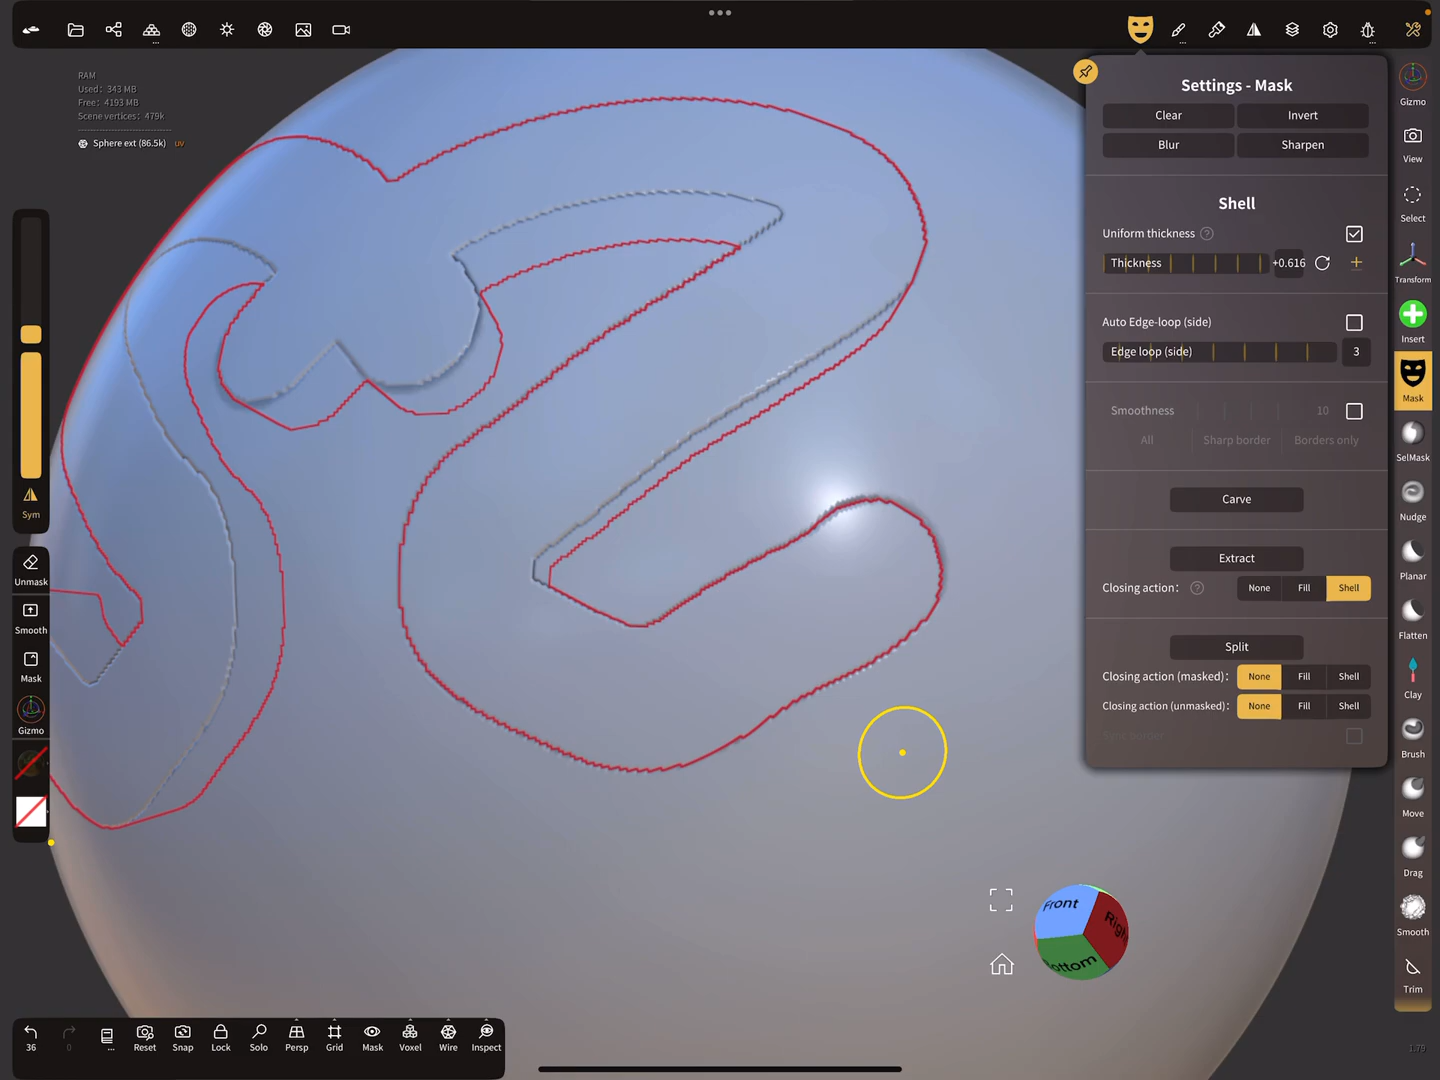 RAM
Used: 343 MB
Free: 4193 MB
Scene vertices: 479k
Sphere ext (86.5k) UV
Sym
Unmask
Smooth
Mask
Gizmo
Settings - Mask
Clear
Invert
Blur
Sharpen
Shell
Uniform thickness ?
Thickness +0.616 +
Auto Edge-loop (side)
Edge loop (side) 3
Smoothness 10
All Sharp border Borders only
Carve
Extract
Closing action: ? None Fill Shell
Split
Closing action (masked): None Fill Shell
Closing action (unmasked): None Fill Shell
Sync border
Gizmo
View
Select
Transform
Insert
Mask
SelMask
Nudge
Planar
Flatten
Clay
Brush
Move
Drag
Smooth
Trim
Front
Right
Bottom
36
0
...
Reset
Snap
Lock
Solo
Persp
Grid
Mask
Voxel
Wire
Inspect
1.79